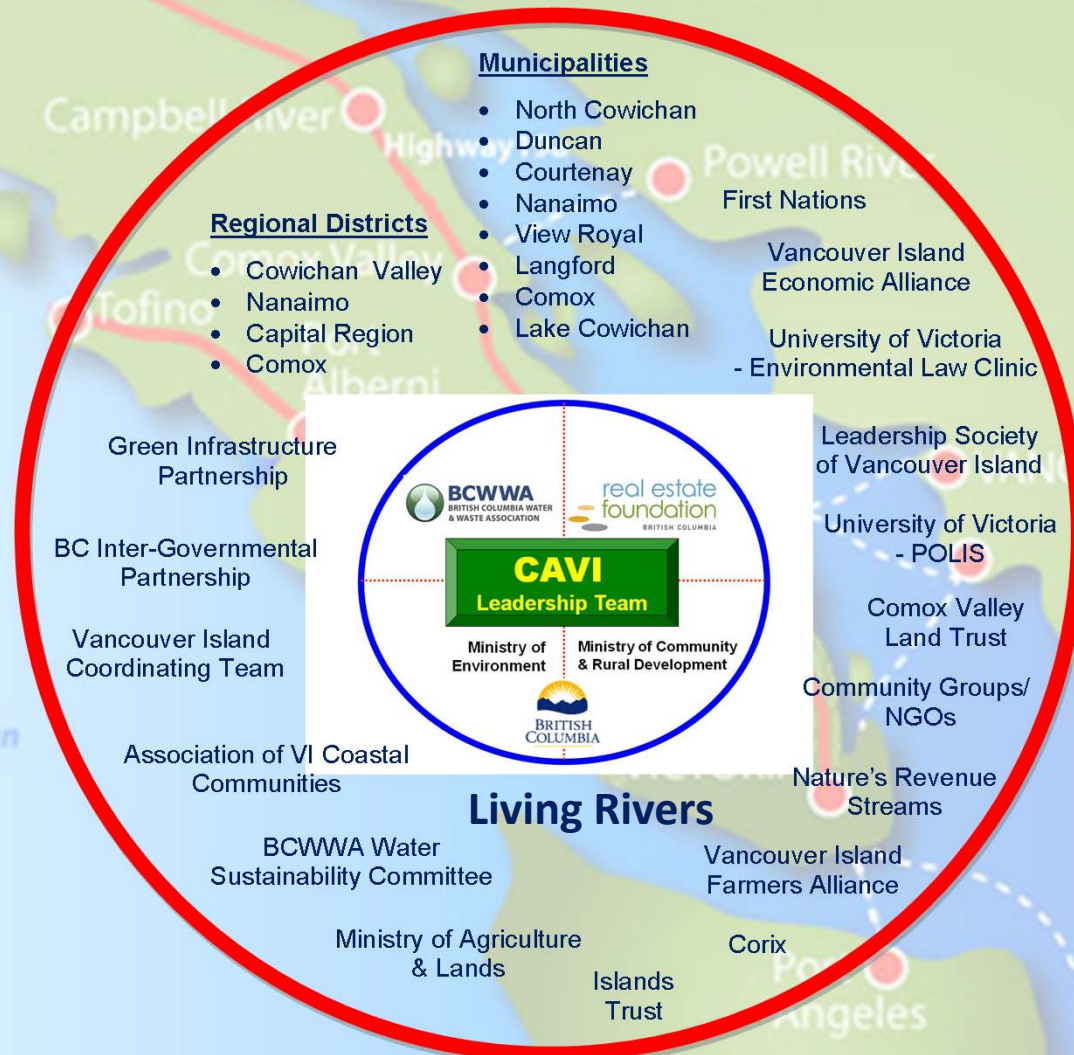 Municipalities
• North Cowichan
• Duncan
• Courtenay
• Nanaimo
• View Royal
• Langford
• Comox
• Lake Cowichan
Regional Districts
• Cowichan Valley
• Nanaimo
• Capital Region
• Comox
First Nations
Vancouver Island
Economic Alliance
University of Victoria
- Environmental Law Clinic
Leadership Society
of Vancouver Island
University of Victoria
- POLIS
Comox Valley
Land Trust
Community Groups/
NGOs
Nature's Revenue
Streams
Vancouver Island
Farmers Alliance
Corix
Islands
Trust
Ministry of Agriculture
& Lands
BCWWA Water
Sustainability Committee
Association of VI Coastal
Communities
Vancouver Island
Coordinating Team
BC Inter-Governmental
Partnership
Green Infrastructure
Partnership
BCWWA
BRITISH COLUMBIA WATER
& WASTE ASSOCIATION
real estate
foundation
BRITISH COLUMBIA
CAVI
Leadership Team
Ministry of
Environment
Ministry of Community
& Rural Development
BRITISH
COLUMBIA
Living Rivers
Campbell River
Highway
Powell River
Comox Valley
Tofino
Alberni
Angeles